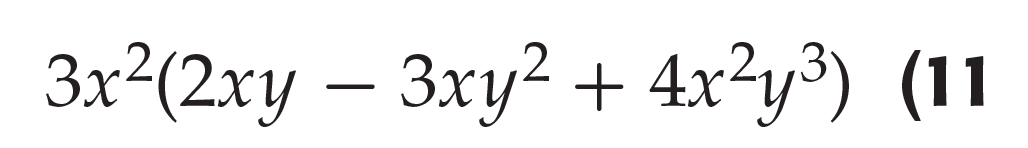 3x²(2xy − 3xy² + 4x²y³) (11